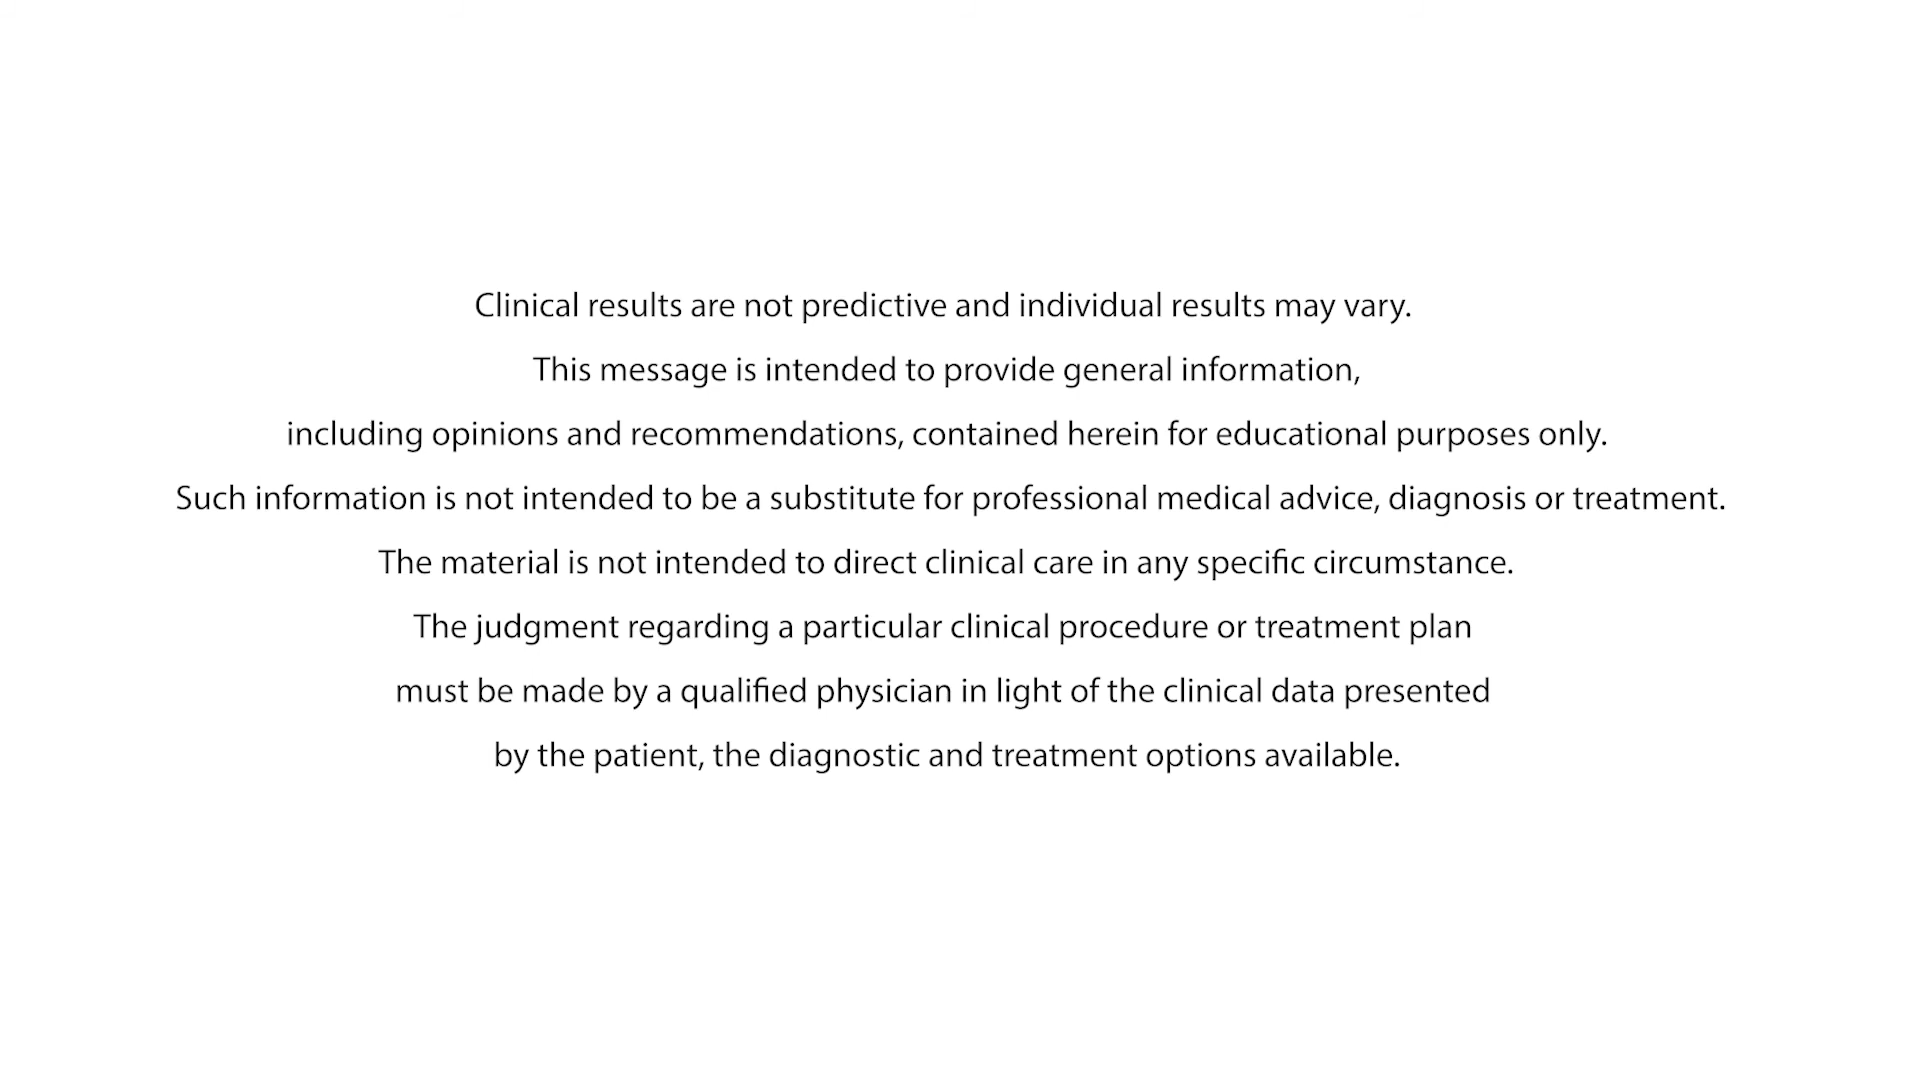 Clinical results are not predictive and individual results may vary.
This message is intended to provide general information,
including opinions and recommendations, contained herein for educational purposes only.
Such information is not intended to be a substitute for professional medical advice, diagnosis or treatment.
The material is not intended to direct clinical care in any specific circumstance.
The judgment regarding a particular clinical procedure or treatment plan
must be made by a qualified physician in light of the clinical data presented
by the patient, the diagnostic and treatment options available.